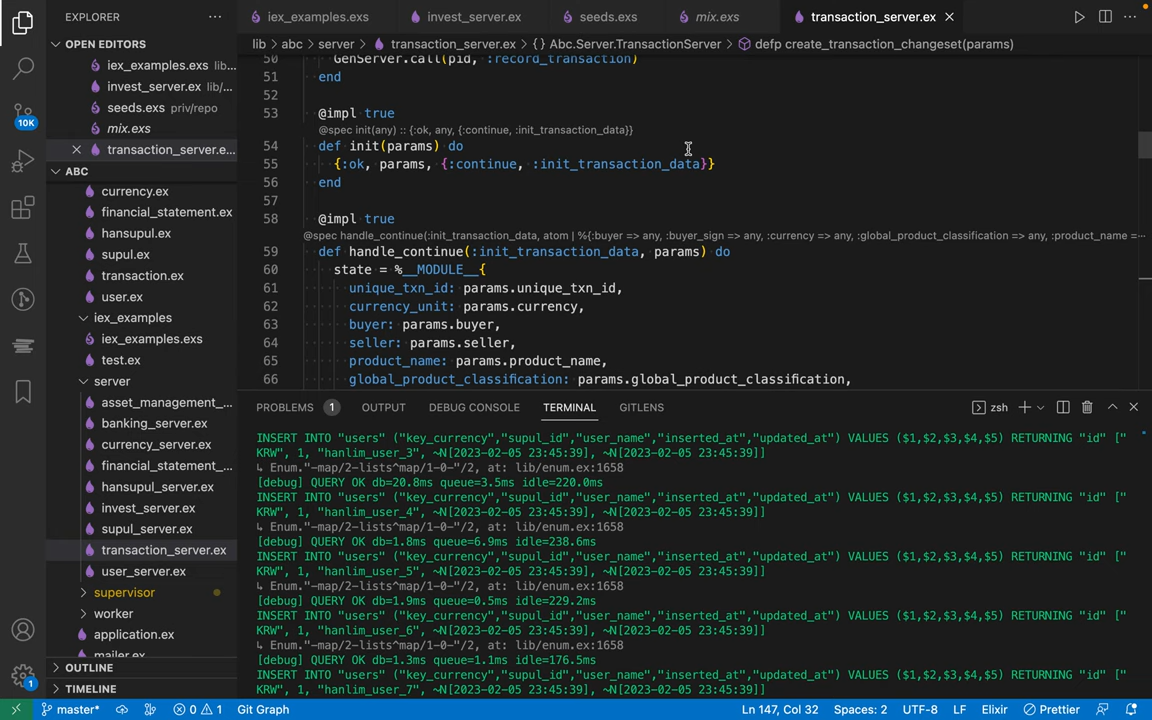 EXPLORER
iex_examples.exs
invest_server.ex
seeds.exs
mix.exs
transaction_server.ex
OPEN EDITORS
lib > abc > server > transaction_server.ex > {} Abc.Server.TransactionServer > defp create_transaction_changeset(params)
iex_examples.exs lib...
invest_server.ex lib/...
seeds.exs priv/repo
mix.exs
transaction_server.e...
ABC
currency.ex
financial_statement.ex
hansupul.ex
supul.ex
transaction.ex
user.ex
iex_examples
iex_examples.exs
test.ex
server
asset_management_...
banking_server.ex
currency_server.ex
financial_statement_...
hansupul_server.ex
invest_server.ex
supul_server.ex
transaction_server.ex
user_server.ex
supervisor
worker
application.ex
mailer.ex
OUTLINE
TIMELINE
10K
1
50 GenServer.call(pid, :record_transaction)
51 end
52
53 @impl true
@spec init(any) :: {:ok, any, {:continue, :init_transaction_data}}
54 def init(params) do
55 {:ok, params, {:continue, :init_transaction_data}}
56 end
57
58 @impl true
@spec handle_continue(:init_transaction_data, atom | %{:buyer => any, :buyer_sign => any, :currency => any, :global_product_classification => any, :product_name =...
59 def handle_continue(:init_transaction_data, params) do
60 state = %__MODULE__{
61 unique_txn_id: params.unique_txn_id,
62 currency_unit: params.currency,
63 buyer: params.buyer,
64 seller: params.seller,
65 product_name: params.product_name,
66 global_product_classification: params.global_product_classification,
PROBLEMS 1 OUTPUT DEBUG CONSOLE TERMINAL GITLENS zsh
INSERT INTO "users" ("key_currency","supul_id","user_name","inserted_at","updated_at") VALUES ($1,$2,$3,$4,$5) RETURNING "id" ["
KRW", 1, "hanlim_user_3", ~N[2023-02-05 23:45:39], ~N[2023-02-05 23:45:39]]
↳ Enum."-map/2-lists^map/1-0-"/2, at: lib/enum.ex:1658
[debug] QUERY OK db=20.8ms queue=3.5ms idle=220.0ms
INSERT INTO "users" ("key_currency","supul_id","user_name","inserted_at","updated_at") VALUES ($1,$2,$3,$4,$5) RETURNING "id" ["
KRW", 1, "hanlim_user_4", ~N[2023-02-05 23:45:39], ~N[2023-02-05 23:45:39]]
↳ Enum."-map/2-lists^map/1-0-"/2, at: lib/enum.ex:1658
[debug] QUERY OK db=1.8ms queue=6.9ms idle=238.6ms
INSERT INTO "users" ("key_currency","supul_id","user_name","inserted_at","updated_at") VALUES ($1,$2,$3,$4,$5) RETURNING "id" ["
KRW", 1, "hanlim_user_5", ~N[2023-02-05 23:45:39], ~N[2023-02-05 23:45:39]]
↳ Enum."-map/2-lists^map/1-0-"/2, at: lib/enum.ex:1658
[debug] QUERY OK db=1.9ms queue=0.5ms idle=229.2ms
INSERT INTO "users" ("key_currency","supul_id","user_name","inserted_at","updated_at") VALUES ($1,$2,$3,$4,$5) RETURNING "id" ["
KRW", 1, "hanlim_user_6", ~N[2023-02-05 23:45:39], ~N[2023-02-05 23:45:39]]
↳ Enum."-map/2-lists^map/1-0-"/2, at: lib/enum.ex:1658
[debug] QUERY OK db=1.3ms queue=1.1ms idle=176.5ms
INSERT INTO "users" ("key_currency","supul_id","user_name","inserted_at","updated_at") VALUES ($1,$2,$3,$4,$5) RETURNING "id" ["
KRW", 1, "hanlim_user_7", ~N[2023-02-05 23:45:39], ~N[2023-02-05 23:45:39]]
master* 0 1 Git Graph Ln 147, Col 32 Spaces: 2 UTF-8 LF Elixir Prettier